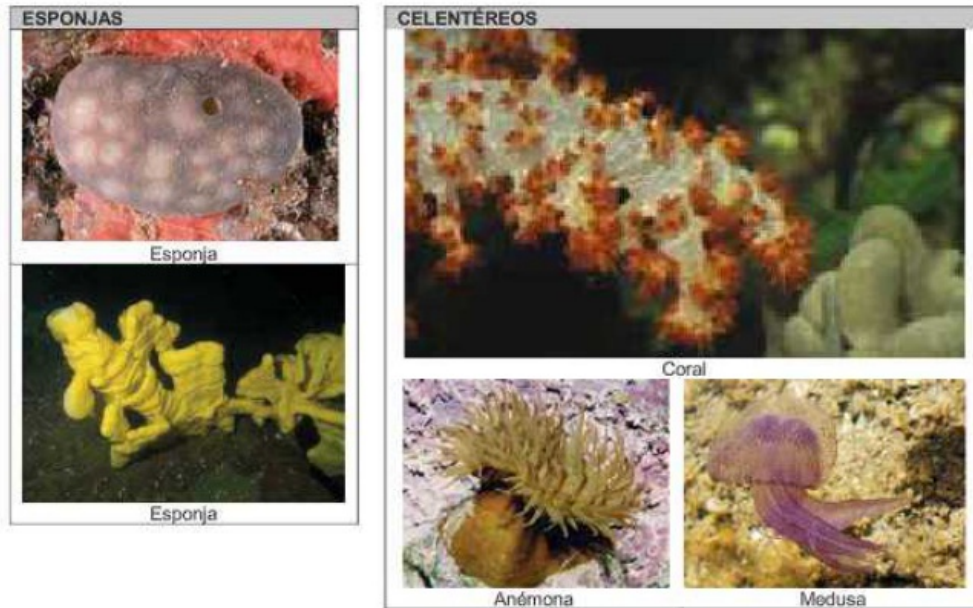 ESPONJAS
Esponja
Esponja
CELENTÉREOS
Coral
Anémona
Medusa